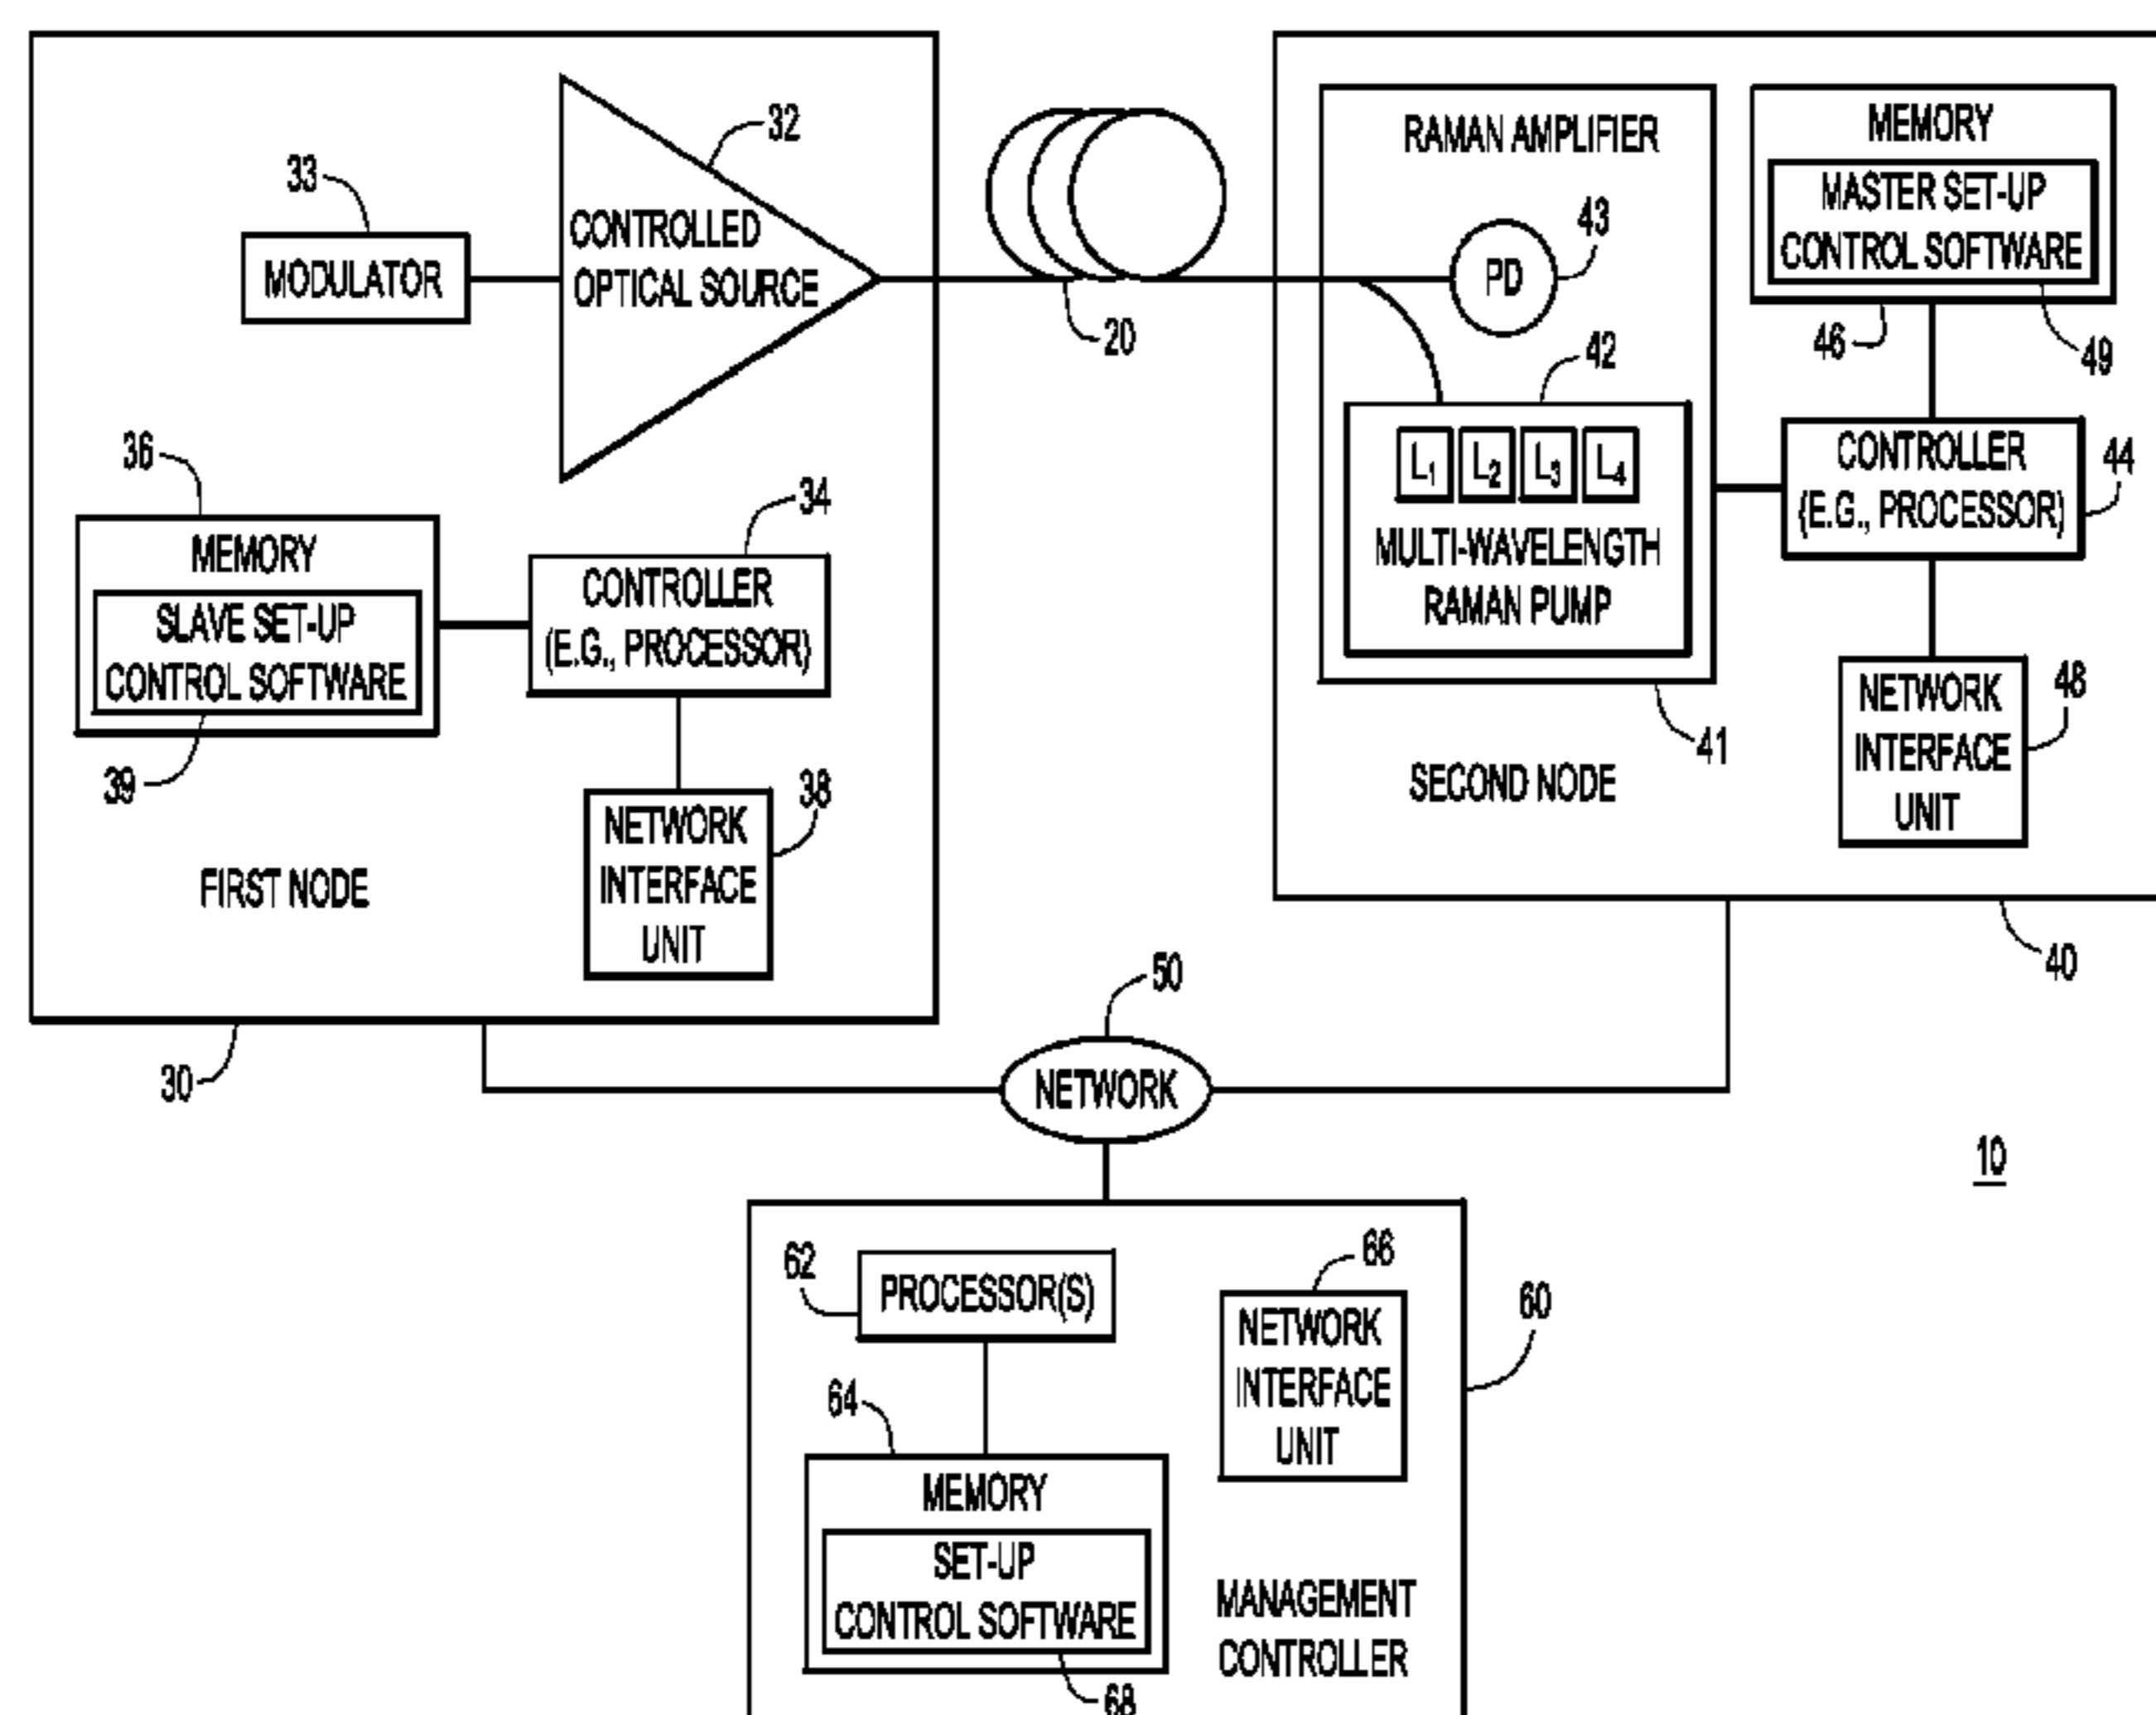 33
MODULATOR
32
CONTROLLED
OPTICAL SOURCE
36
MEMORY
SLAVE SET-UP
CONTROL SOFTWARE
39
34
CONTROLLER
(E.G., PROCESSOR)
38
NETWORK
INTERFACE
UNIT
FIRST NODE
30
20
RAMAN AMPLIFIER
PD
43
42
L1 L2 L3 L4
MULTI-WAVELENGTH
RAMAN PUMP
41
MEMORY
MASTER SET-UP
CONTROL SOFTWARE
46
49
CONTROLLER
(E.G., PROCESSOR)
44
NETWORK
INTERFACE
UNIT
48
SECOND NODE
40
50
NETWORK
10
62
PROCESSOR(S)
66
NETWORK
INTERFACE
UNIT
60
64
MEMORY
SET-UP
CONTROL SOFTWARE
68
MANAGEMENT
CONTROLLER